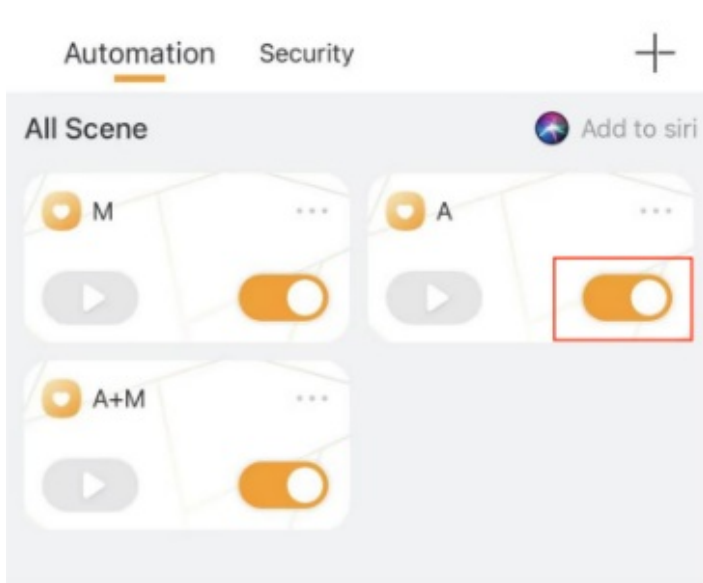 Automation Security
All Scene Add to siri
M
A
A+M